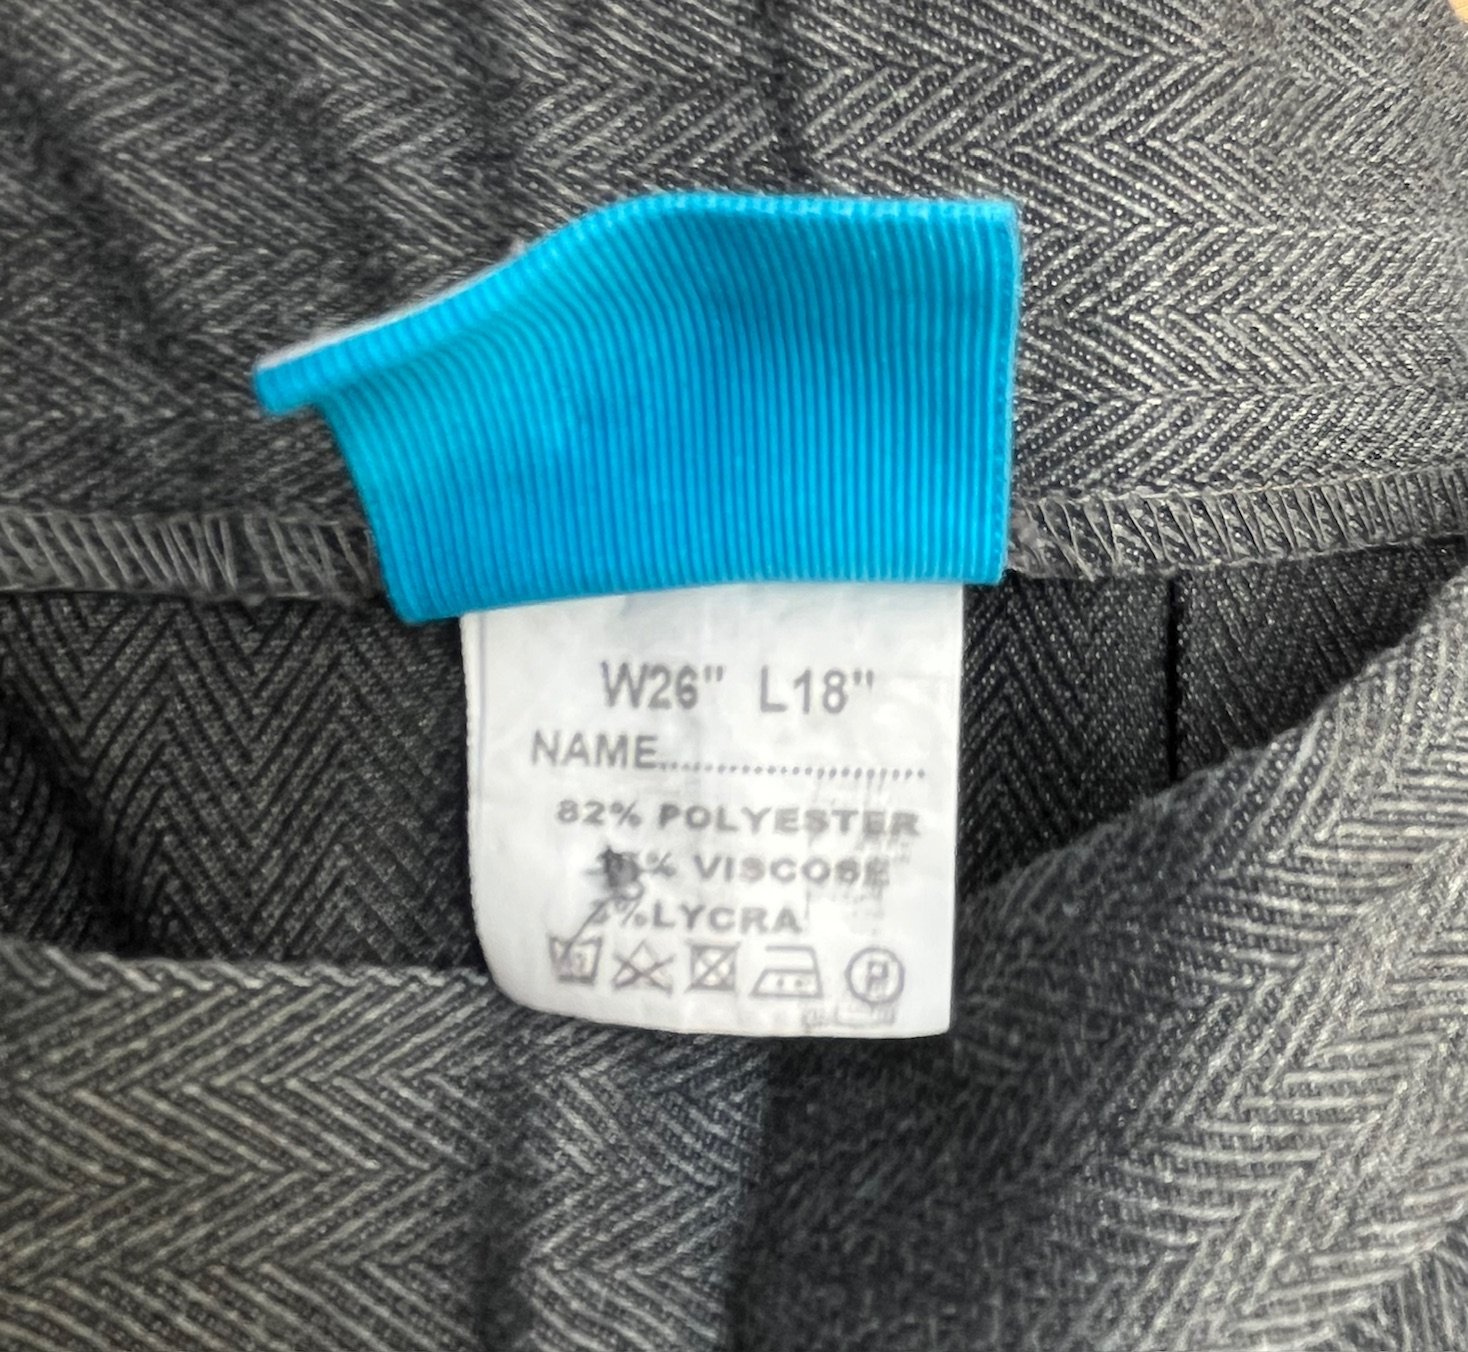 W26" L18"
NAME..............................
82% POLYESTER
% VISCOSE
%LYCRA
P